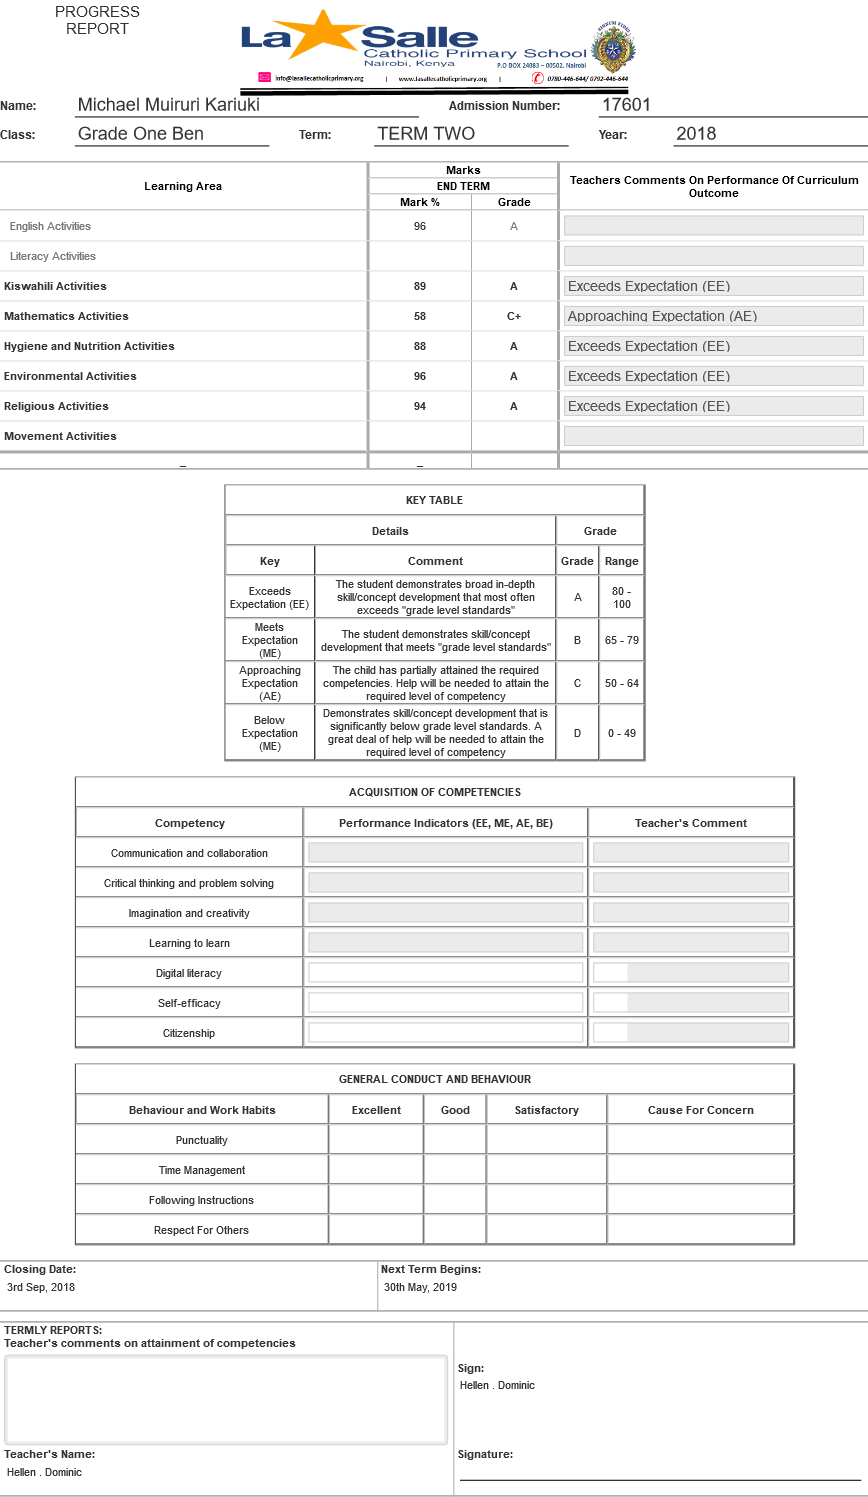 PROGRESS
REPORT
La Salle
Catholic Primary School
Nairobi, Kenya
P.O BOX 24083 – 00502, Nairobi
info@lasallecatholicprimary.org | www.lasallecatholicprimary.org | 0780-446-644/ 0792-446-644
Name: Michael Muiruri Kariuki Admission Number: 17601
Class: Grade One Ben Term: TERM TWO Year: 2018
Learning Area Marks Teachers Comments On Performance Of Curriculum Outcome
END TERM
Mark % Grade
English Activities 96 A
Literacy Activities
Kiswahili Activities 89 A Exceeds Expectation (EE)
Mathematics Activities 58 C+ Approaching Expectation (AE)
Hygiene and Nutrition Activities 88 A Exceeds Expectation (EE)
Environmental Activities 96 A Exceeds Expectation (EE)
Religious Activities 94 A Exceeds Expectation (EE)
Movement Activities
_ _
KEY TABLE
Details Grade
Key Comment Grade Range
Exceeds Expectation (EE) The student demonstrates broad in-depth skill/concept development that most often exceeds "grade level standards" A 80 - 100
Meets Expectation (ME) The student demonstrates skill/concept development that meets "grade level standards" B 65 - 79
Approaching Expectation (AE) The child has partially attained the required competencies. Help will be needed to attain the required level of competency C 50 - 64
Below Expectation (ME) Demonstrates skill/concept development that is significantly below grade level standards. A great deal of help will be needed to attain the required level of competency D 0 - 49
ACQUISITION OF COMPETENCIES
Competency Performance Indicators (EE, ME, AE, BE) Teacher's Comment
Communication and collaboration
Critical thinking and problem solving
Imagination and creativity
Learning to learn
Digital literacy
Self-efficacy
Citizenship
GENERAL CONDUCT AND BEHAVIOUR
Behaviour and Work Habits Excellent Good Satisfactory Cause For Concern
Punctuality
Time Management
Following Instructions
Respect For Others
Closing Date: Next Term Begins:
3rd Sep, 2018 30th May, 2019
TERMLY REPORTS:
Teacher's comments on attainment of competencies
Sign:
Hellen . Dominic
Teacher's Name: Signature:
Hellen . Dominic